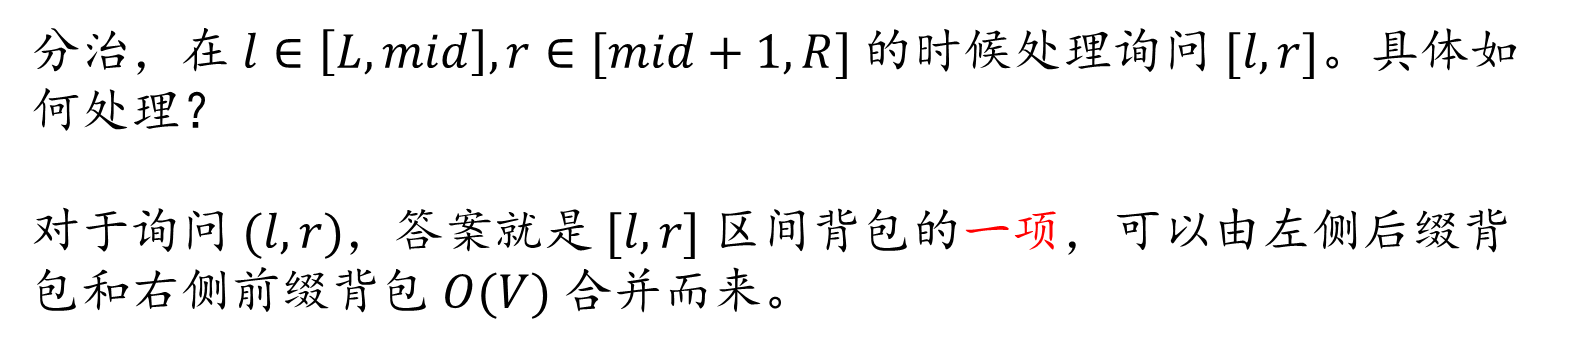 分治，在 l ∈ [L, mid], r ∈ [mid + 1, R] 的时候处理询问 [l, r]。具体如
何处理？
对于询问 (l, r)，答案就是 [l, r] 区间背包的一项，可以由左侧后缀背
包和右侧前缀背包 O(V) 合并而来。